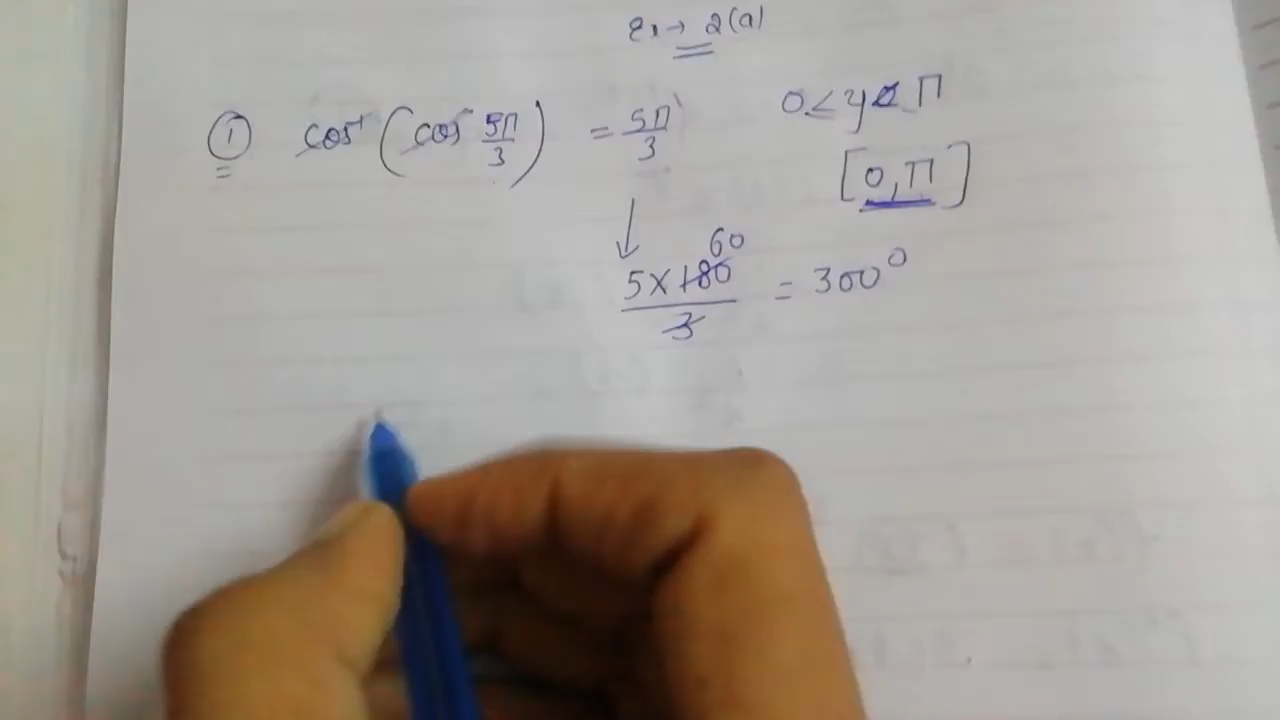 Ex → 2(a)
① cos⁻¹ (cos 5π/3) = 5π/3 0 ≤ y ≤ π
[0, π]
↓
5 × 180/3 60 = 300°